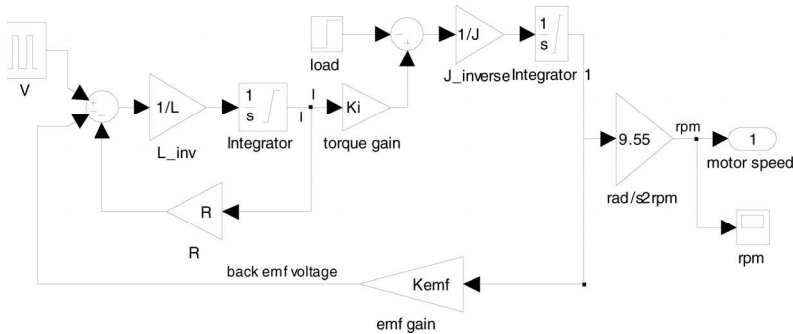 V
1/L
L_inv
1
s
Integrator
I
I
Ki
torque gain
load
1/J
J_inverse
1
s
Integrator 1
9.55
rad/s2rpm
rpm
1
motor speed
rpm
R
R
back emf voltage
Kemf
emf gain